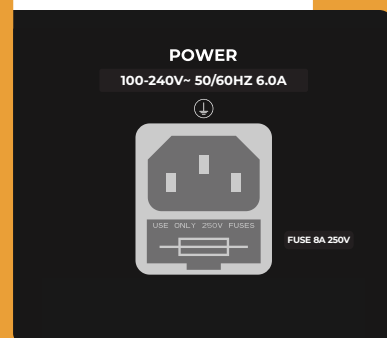 POWER
100-240V~ 50/60HZ 6.0A
USE ONLY 250V FUSES
FUSE 8A 250V